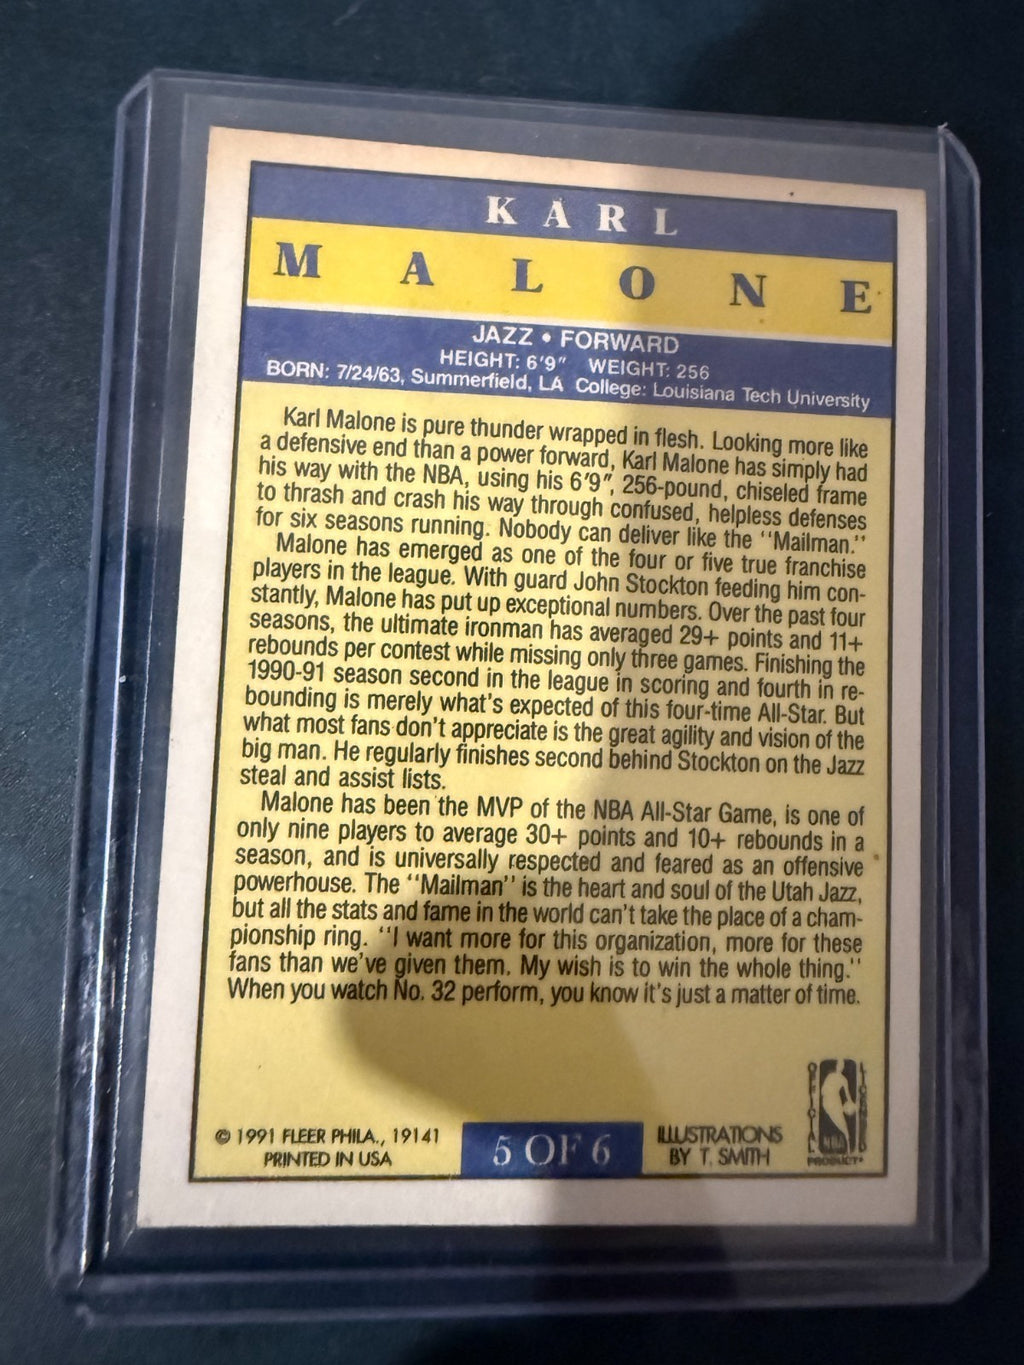 KARL
MALONE
JAZZ • FORWARD
HEIGHT: 6'9" WEIGHT: 256
BORN: 7/24/63, Summerfield, LA College: Louisiana Tech University
Karl Malone is pure thunder wrapped in flesh. Looking more like
a defensive end than a power forward, Karl Malone has simply had
his way with the NBA, using his 6'9", 256-pound, chiseled frame
to thrash and crash his way through confused, helpless defenses
for six seasons running. Nobody can deliver like the ''Mailman.''
Malone has emerged as one of the four or five true franchise
players in the league. With guard John Stockton feeding him con-
stantly, Malone has put up exceptional numbers. Over the past four
seasons, the ultimate ironman has averaged 29+ points and 11+
rebounds per contest while missing only three games. Finishing the
1990-91 season second in the league in scoring and fourth in re-
bounding is merely what's expected of this four-time All-Star. But
what most fans don't appreciate is the great agility and vision of the
big man. He regularly finishes second behind Stockton on the Jazz
steal and assist lists.
Malone has been the MVP of the NBA All-Star Game, is one of
only nine players to average 30+ points and 10+ rebounds in a
season, and is universally respected and feared as an offensive
powerhouse. The ''Mailman'' is the heart and soul of the Utah Jazz,
but all the stats and fame in the world can't take the place of a cham-
pionship ring. ''I want more for this organization, more for these
fans than we've given them. My wish is to win the whole thing.''
When you watch No. 32 perform, you know it's just a matter of time.
© 1991 FLEER PHILA., 19141
PRINTED IN USA
5 OF 6
ILLUSTRATIONS
BY T. SMITH
OFFICIAL
LICENSED
NBA
PRODUCT